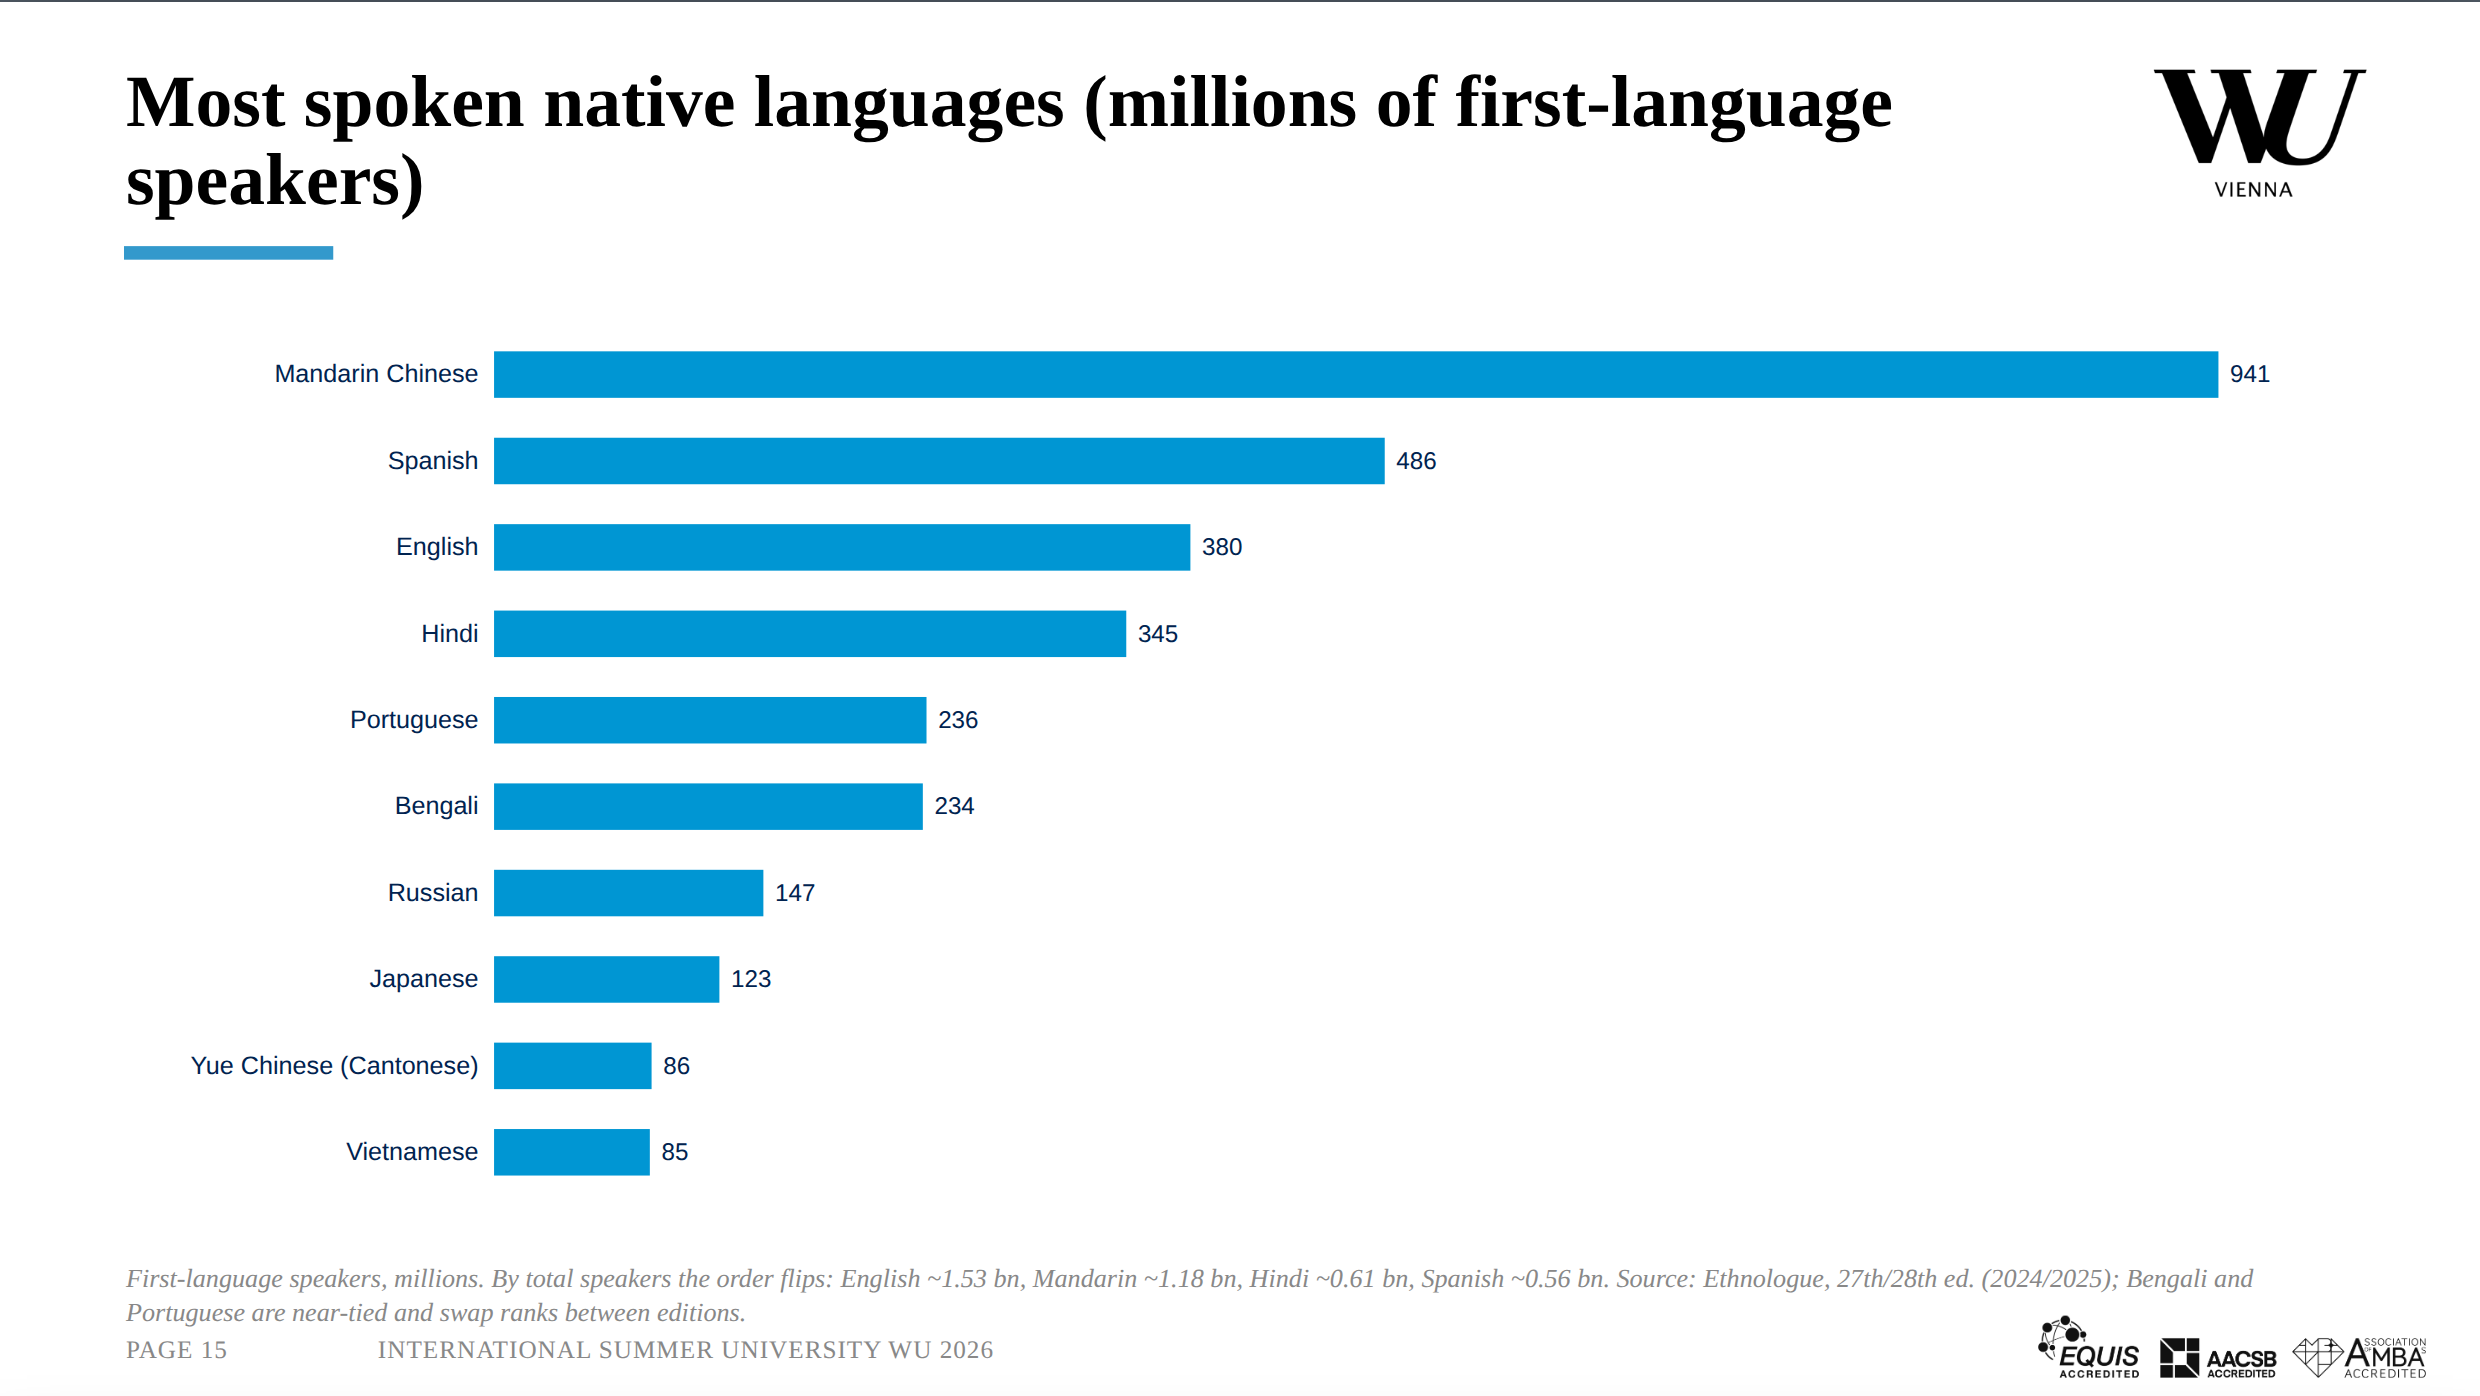 Most spoken native languages (millions of first-language
speakers)
WU
VIENNA
Mandarin Chinese 941
Spanish 486
English 380
Hindi 345
Portuguese 236
Bengali 234
Russian 147
Japanese 123
Yue Chinese (Cantonese) 86
Vietnamese 85
First-language speakers, millions. By total speakers the order flips: English ~1.53 bn, Mandarin ~1.18 bn, Hindi ~0.61 bn, Spanish ~0.56 bn. Source: Ethnologue, 27th/28th ed. (2024/2025); Bengali and
Portuguese are near-tied and swap ranks between editions.
PAGE 15 INTERNATIONAL SUMMER UNIVERSITY WU 2026
EQUIS
ACCREDITED
AACSB
ACCREDITED
ASSOCIATION
OF AMBAS
ACCREDITED